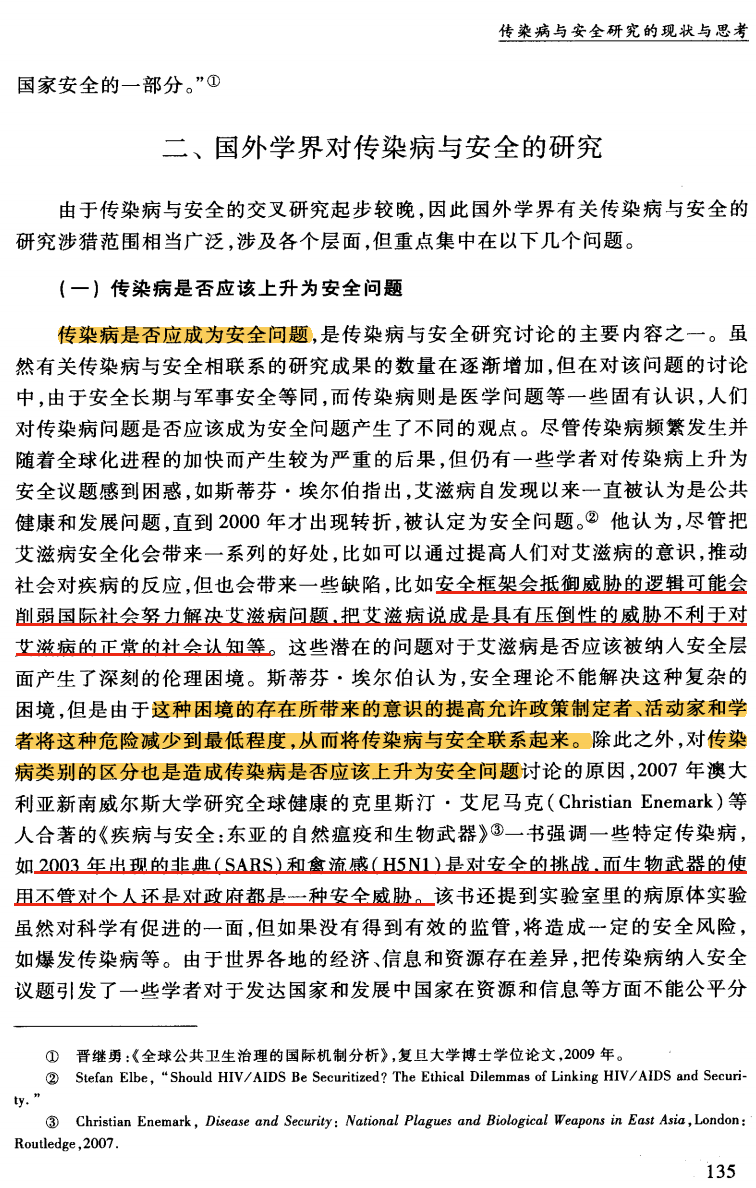 传染病与安全研究的现状与思考
国家安全的一部分。”①
二、国外学界对传染病与安全的研究
由于传染病与安全的交叉研究起步较晚,因此国外学界有关传染病与安全的
研究涉猎范围相当广泛,涉及各个层面,但重点集中在以下几个问题。
(一) 传染病是否应该上升为安全问题
传染病是否应成为安全问题,是传染病与安全研究讨论的主要内容之一。虽
然有关传染病与安全相联系的研究成果的数量在逐渐增加,但在对该问题的讨论
中,由于安全长期与军事安全等同,而传染病则是医学问题等一些固有认识,人们
对传染病问题是否应该成为安全问题产生了不同的观点。尽管传染病频繁发生并
随着全球化进程的加快而产生较为严重的后果,但仍有一些学者对传染病上升为
安全议题感到困惑,如斯蒂芬·埃尔伯指出,艾滋病自发现以来一直被认为是公共
健康和发展问题,直到 2000 年才出现转折,被认定为安全问题。② 他认为,尽管把
艾滋病安全化会带来一系列的好处,比如可以通过提高人们对艾滋病的意识,推动
社会对疾病的反应,但也会带来一些缺陷,比如安全框架会抵御威胁的逻辑可能会
削弱国际社会努力解决艾滋病问题,把艾滋病说成是具有压倒性的威胁不利于对
艾滋病的正常的社会认知等。这些潜在的问题对于艾滋病是否应该被纳入安全层
面产生了深刻的伦理困境。斯蒂芬·埃尔伯认为,安全理论不能解决这种复杂的
困境,但是由于这种困境的存在所带来的意识的提高允许政策制定者、活动家和学
者将这种危险减少到最低程度,从而将传染病与安全联系起来。除此之外,对传染
病类别的区分也是造成传染病是否应该上升为安全问题讨论的原因,2007 年澳大
利亚新南威尔斯大学研究全球健康的克里斯汀·艾尼马克(Christian Enemark)等
人合著的《疾病与安全:东亚的自然瘟疫和生物武器》③一书强调一些特定传染病,
如 2003 年出现的非典(SARS)和禽流感(H5N1)是对安全的挑战,而生物武器的使
用不管对个人还是对政府都是一种安全威胁。该书还提到实验室里的病原体实验
虽然对科学有促进的一面,但如果没有得到有效的监管,将造成一定的安全风险,
如爆发传染病等。由于世界各地的经济、信息和资源存在差异,把传染病纳入安全
议题引发了一些学者对于发达国家和发展中国家在资源和信息等方面不能公平分
① 晋继勇:《全球公共卫生治理的国际机制分析》,复旦大学博士学位论文,2009 年。
② Stefan Elbe, “Should HIV/AIDS Be Securitized? The Ethical Dilemmas of Linking HIV/AIDS and Securi-
ty.”
③ Christian Enemark, Disease and Security: National Plagues and Biological Weapons in East Asia, London:
Routledge,2007.
135